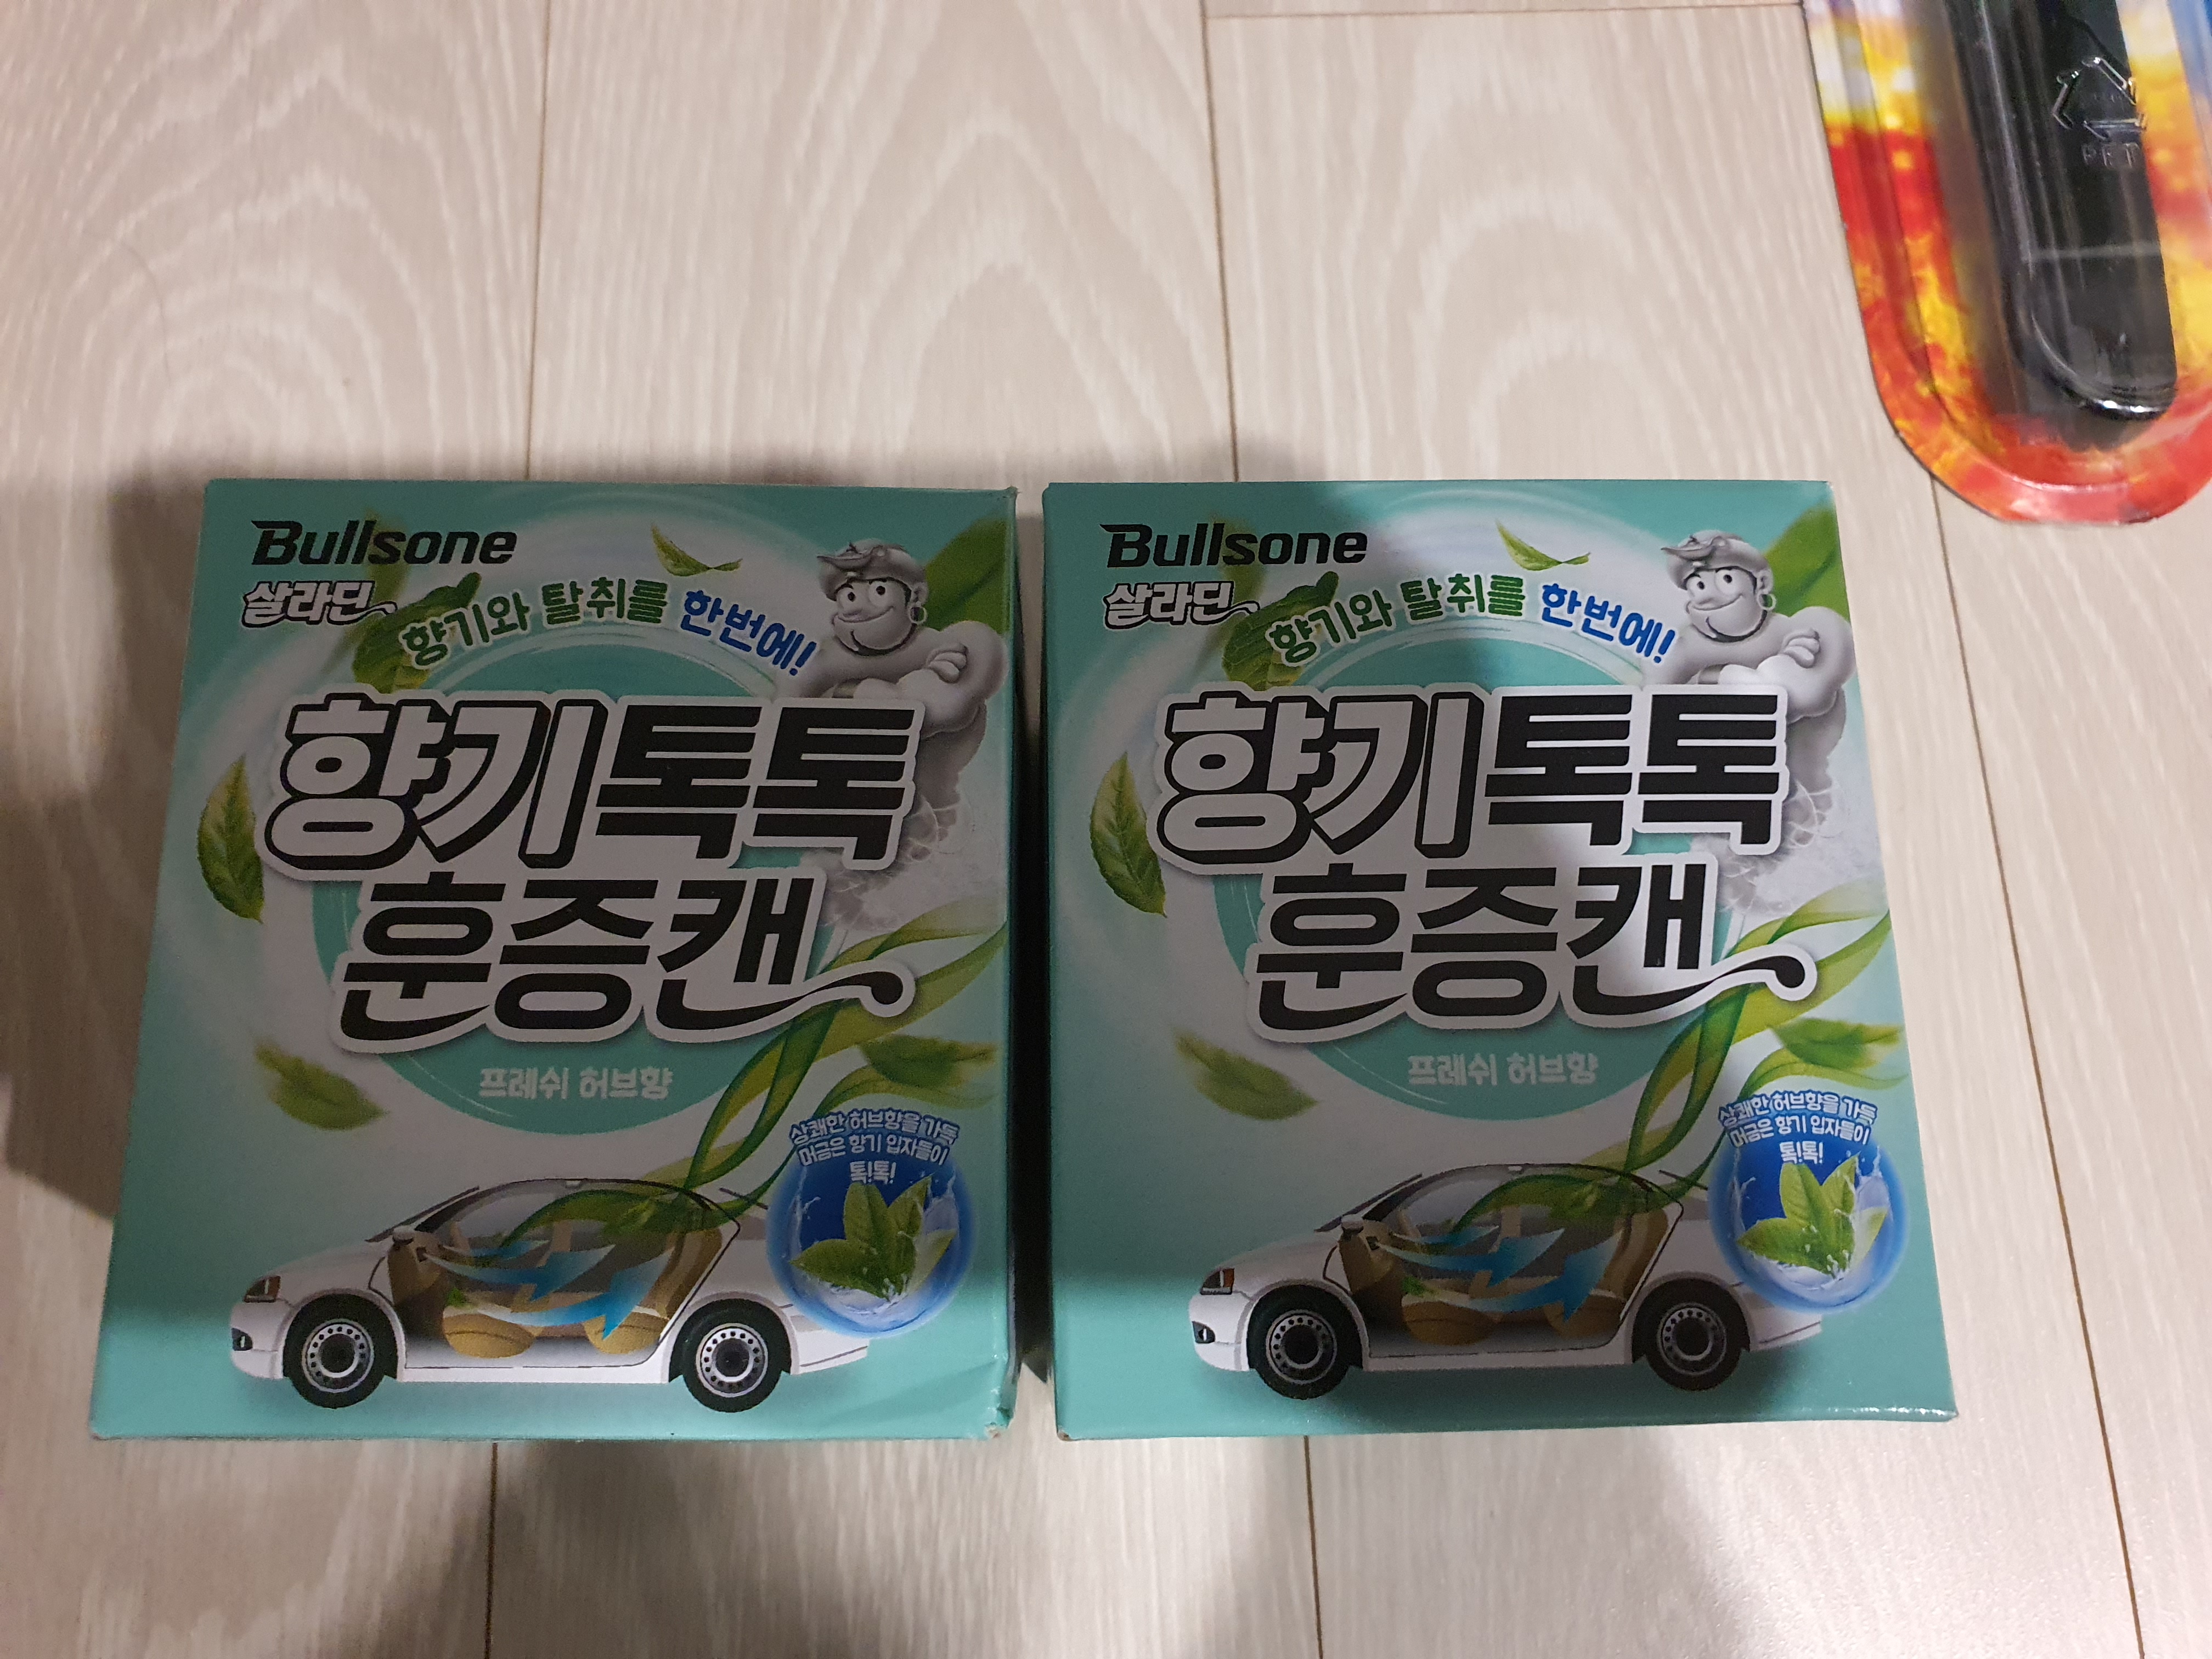 PET
Bullsone
살라딘
향기와 탈취를 한번에!
향기톡톡
훈증캔
프레쉬 허브향
상쾌한 허브향을 가득
머금은 향기 입자들이
톡!톡!
Bullsone
살라딘
향기와 탈취를 한번에!
향기톡톡
훈증캔
프레쉬 허브향
상쾌한 허브향을 가득
머금은 향기 입자들이
톡!톡!